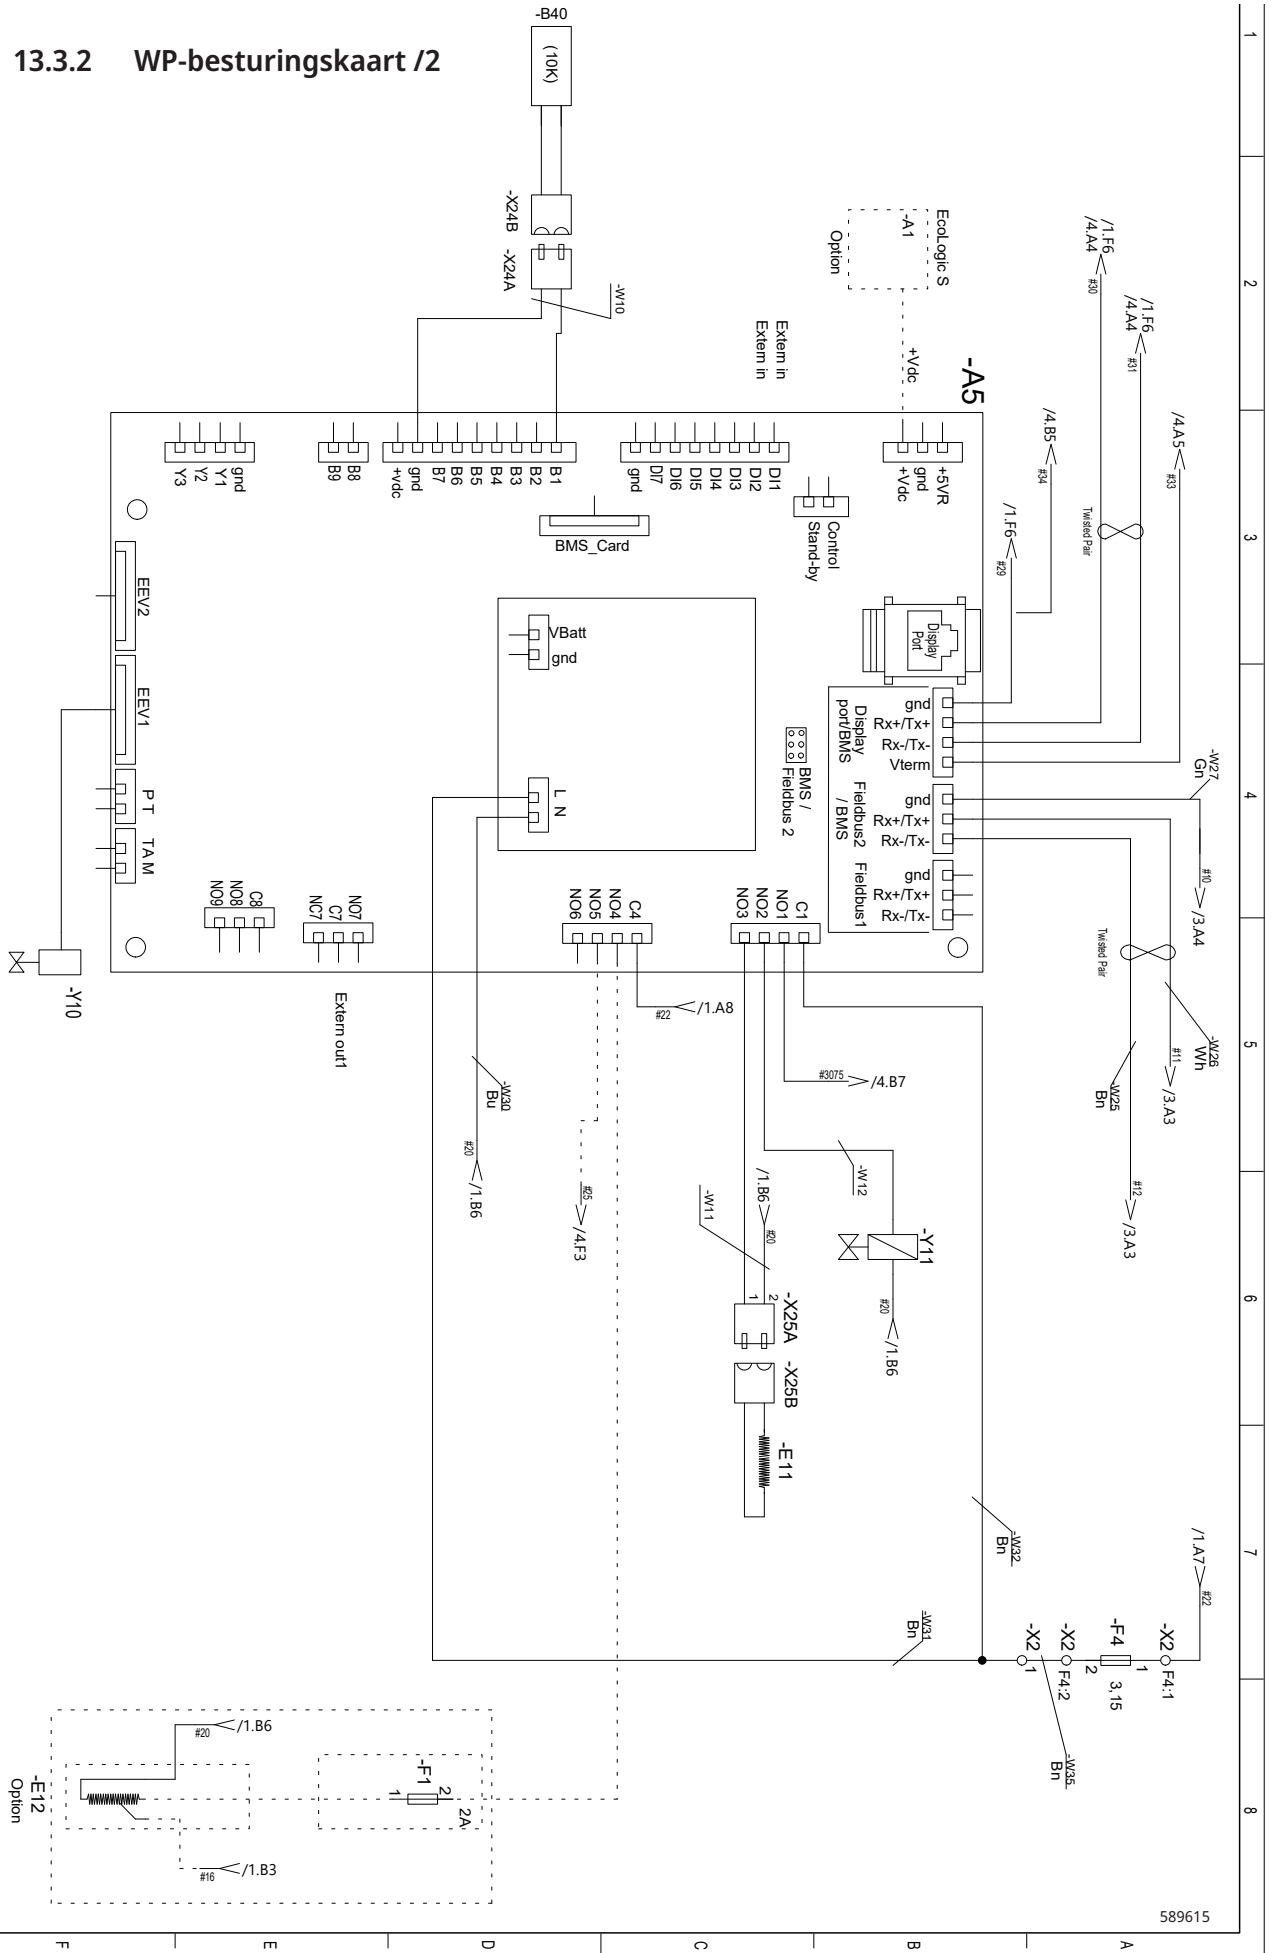 13.3.2 WP-besturingskaart /2
-B40
(10K)
-X24B
-X24A
-W10
EcoLogic S
-A1
Option
+Vdc
Extern in
Extern in
-A5
/1.F6
/4.A4
#30
/1.F6
/4.A4
#31
/4.A5
#33
/4.B5
#34
/1.F6
#29
Twisted Pair
Y3
Y2
Y1
gnd
B9
B8
+vdc
gnd
B7
B6
B5
B4
B3
B2
B1
gnd
DI7
DI6
DI5
DI4
DI3
DI2
DI1
+Vdc
gnd
+5VR
Control
Stand-by
BMS_Card
Display
Port
EEV2
EEV1
P T
TA M
VBatt
gnd
L N
BMS /
Fieldbus 2
gnd
Rx+/Tx+
Rx-/Tx-
Vterm
Display
port/BMS
gnd
Rx+/Tx+
Rx-/Tx-
Fieldbus2
/ BMS
gnd
Rx+/Tx+
Rx-/Tx-
Fieldbus1
-W27
Gn
#10
/3.A4
Twisted Pair
-W26
Wh
#11
/3.A3
-W25
Bn
#12
/3.A3
NO9
NO8
C8
NC7
C7
NO7
NO6
NO5
NO4
C4
NO3
NO2
NO1
C1
-Y10
Extern out1
#22
/1.A8
#3075
/4.B7
-W30
Bu
#20
/1.B6
#25
/4.F3
-W11
/1.B6
#20
-W12
-Y11
#20
/1.B6
1
2
-X25A
-X25B
-E11
-W32
Bn
-W31
Bn
/1.A7
#22
-X2
1
-X2
F4:2
-F4
2
1
3,15
-X2
F4:1
-W35
Bn
/1.B6
#20
-F1
1
2
2A
-E12
Option
#16
/1.B3
589615
1
2
3
4
5
6
7
8
F
E
D
C
B
A